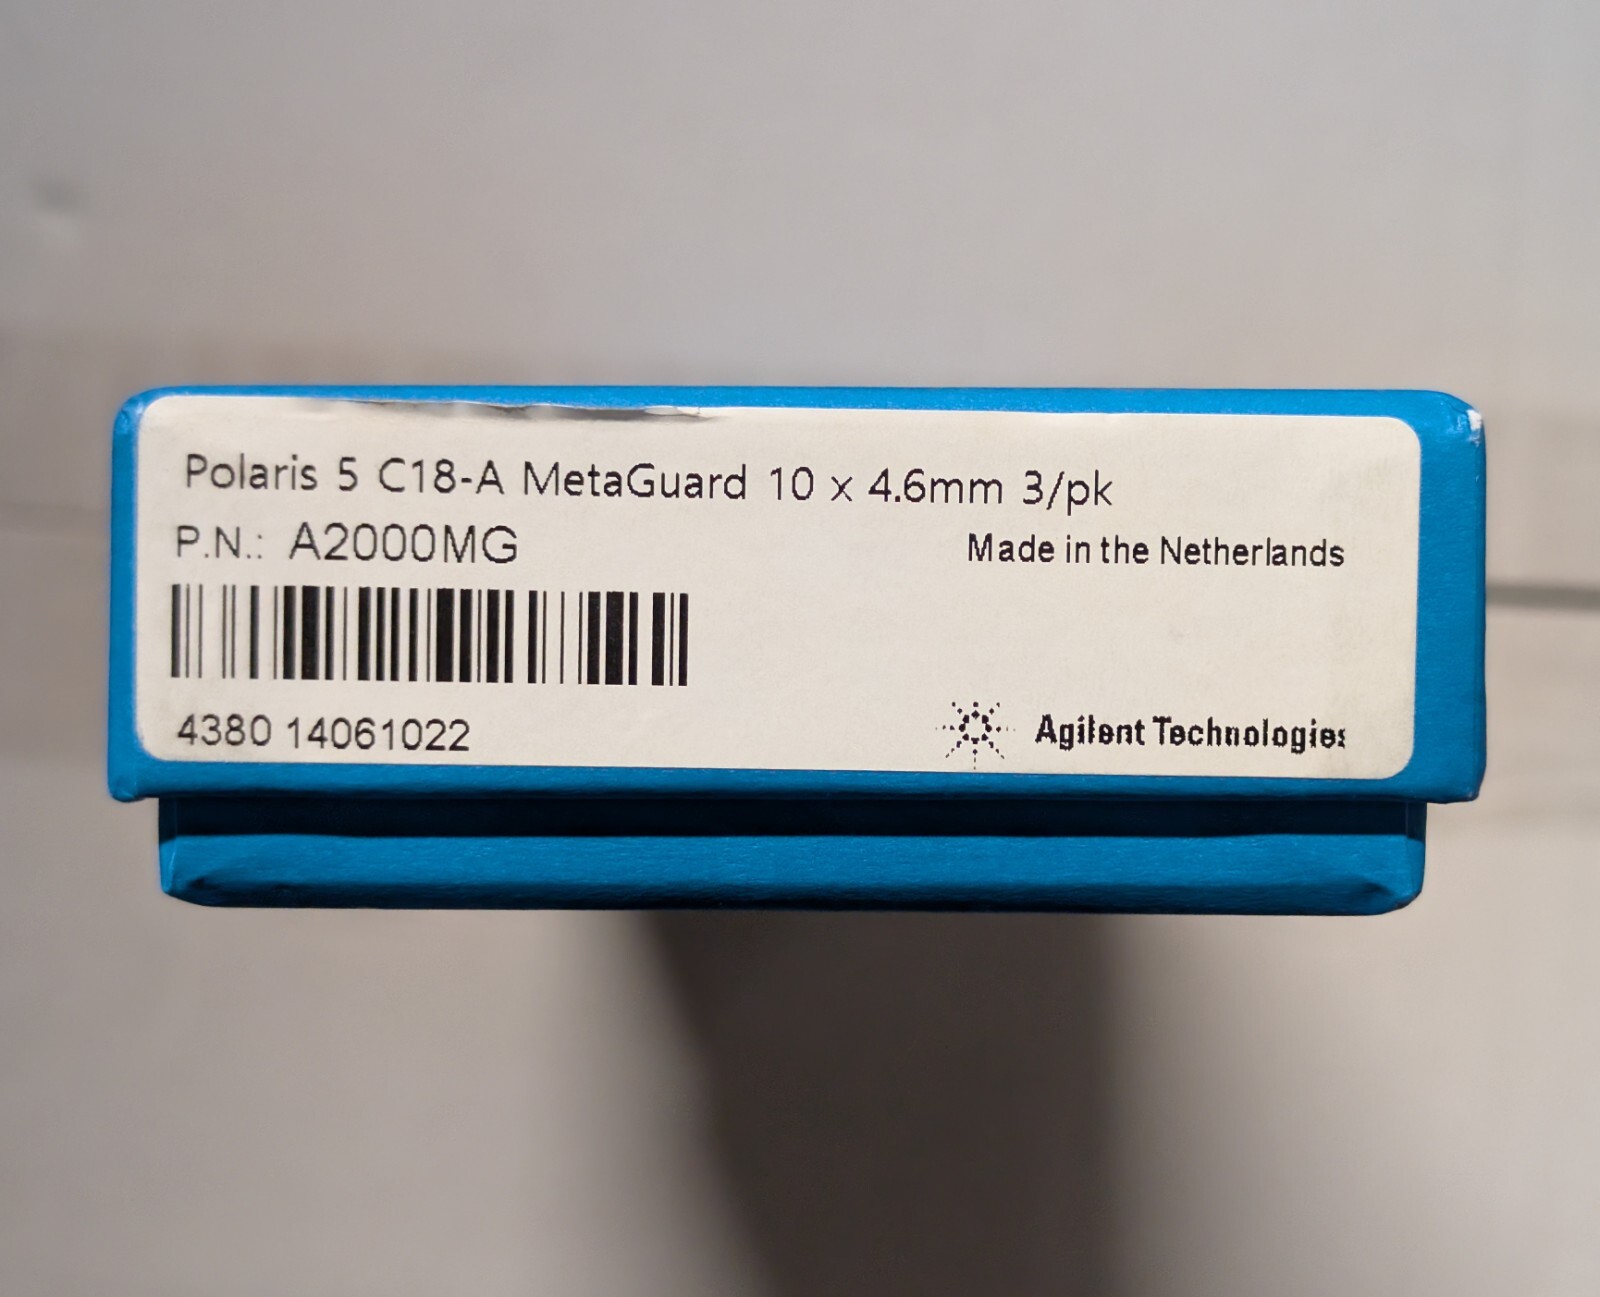 Polaris 5 C18-A MetaGuard 10 x 4.6mm 3/pk
P.N.: A2000MG
Made in the Netherlands
4380 14061022
Agilent Technologies